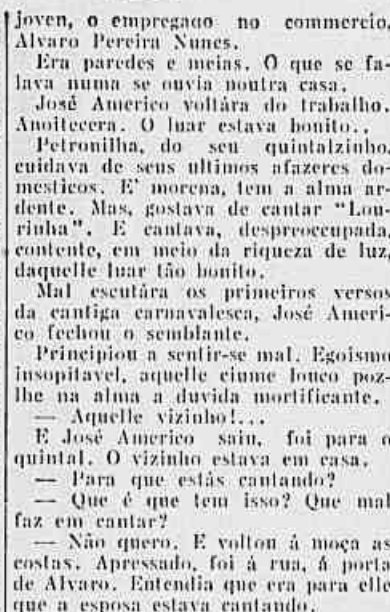 joven, o empregado no commercio,
Alvaro Pereira Nunes.
Era paredes e meias. O que se fa-
lava numa se ouvia noutra casa.
José Americo voltára do trabalho.
Anoitecera. O luar estava bonito..
Petronilha, do seu quintalzinho,
cuidava de seus ultimos afazeres do-
mesticos. E' morena, tem a alma ar-
dente. Mas, gostava de cantar "Lou-
rinha". E cantava, despreoccupada,
contente, em meio da riqueza de luz,
daquelle luar tão bonito.
Mal escutára os primeiros versos
da cantiga carnavalesca, José Ameri-
co fechou o semblante.
Principiou a sentir-se mal. Egoismo
insopitavel, aquelle ciume louco poz-
lhe na alma a duvida mortificante.
— Aquelle vizinho!...
E José Americo saiu, foi para o
quintal. O vizinho estava em casa.
— Para que estás cantando?
— Que é que tem isso? Que mal
faz em cantar?
— Não quero. E voltou á moça as
costas. Apressado, foi á rua, á porta
de Alvaro. Entendia que era para elle
que a esposa estava cantando